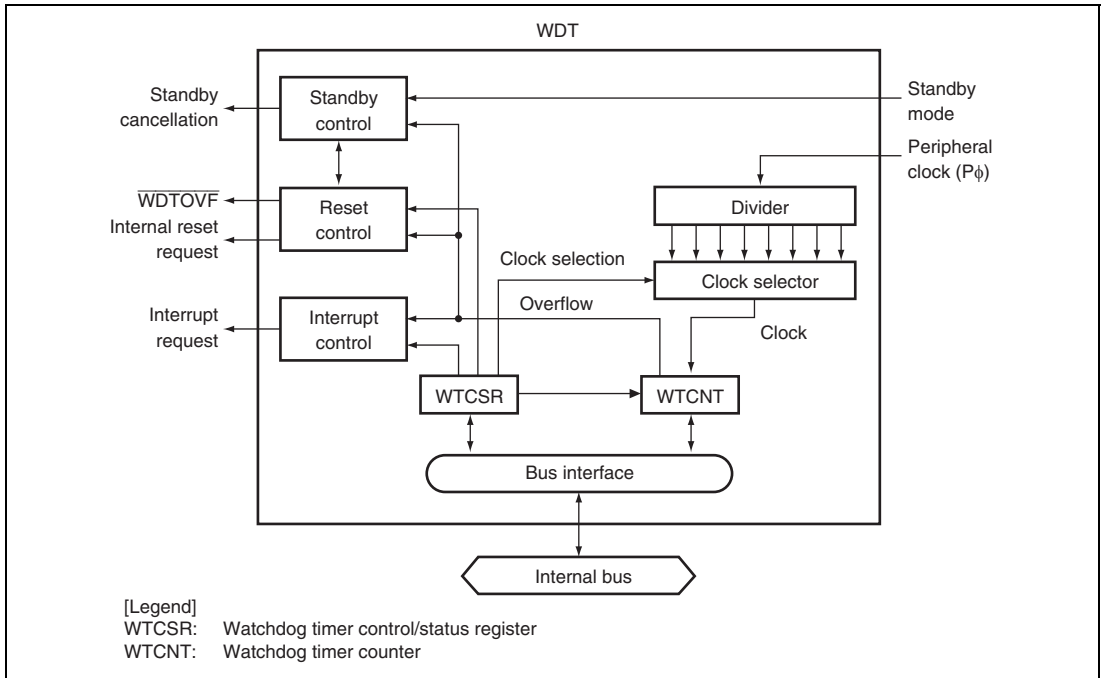 WDT
Standby
cancellation
Standby
control
Standby
mode
Peripheral
clock (Pϕ)
WDTOVF
Internal reset
request
Reset
control
Divider
Clock selection
Clock selector
Overflow
Interrupt
request
Interrupt
control
Clock
WTCSR
WTCNT
Bus interface
Internal bus
[Legend]
WTCSR: Watchdog timer control/status register
WTCNT: Watchdog timer counter